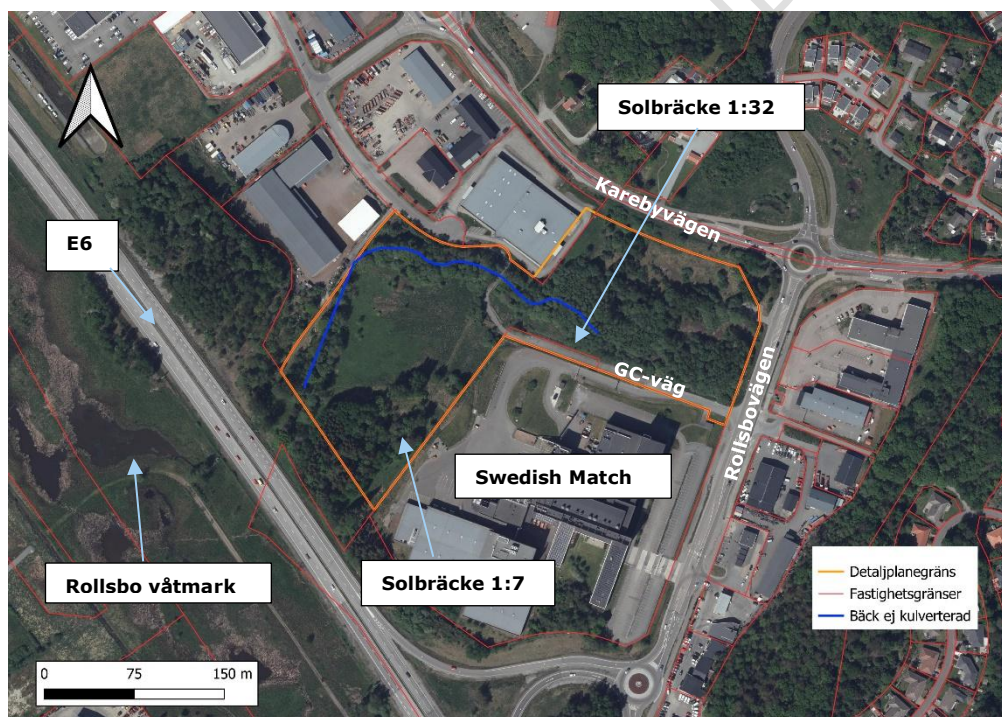 Solbräcke 1:32
Karebyvägen
E6
GC-väg
Rollsbovägen
Swedish Match
Rollsbo våtmark
Solbräcke 1:7
Detaljplanegräns
Fastighetsgränser
Bäck ej kulverterad
0 75 150 m